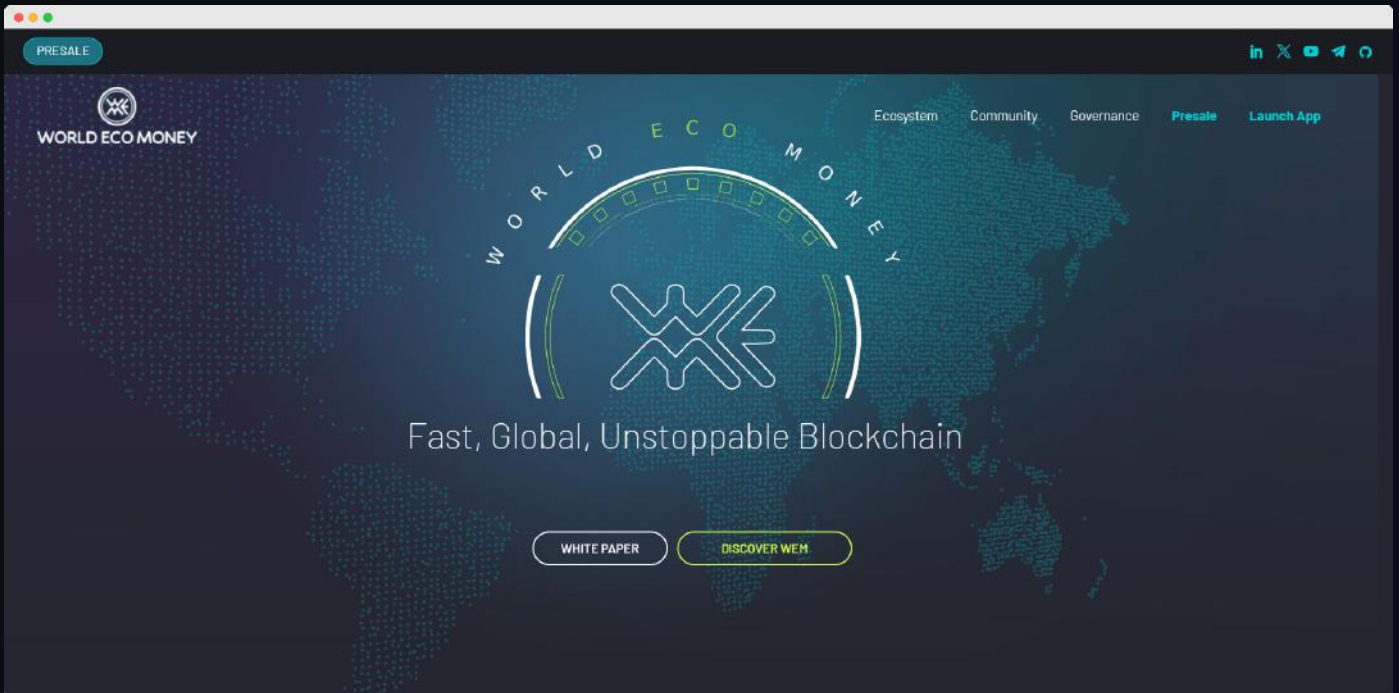 PRESALE
WORLD ECO MONEY
Ecosystem Community Governance Presale Launch App
WORLD ECO MONEY
Fast, Global, Unstoppable Blockchain
WHITE PAPER
DISCOVER WEM